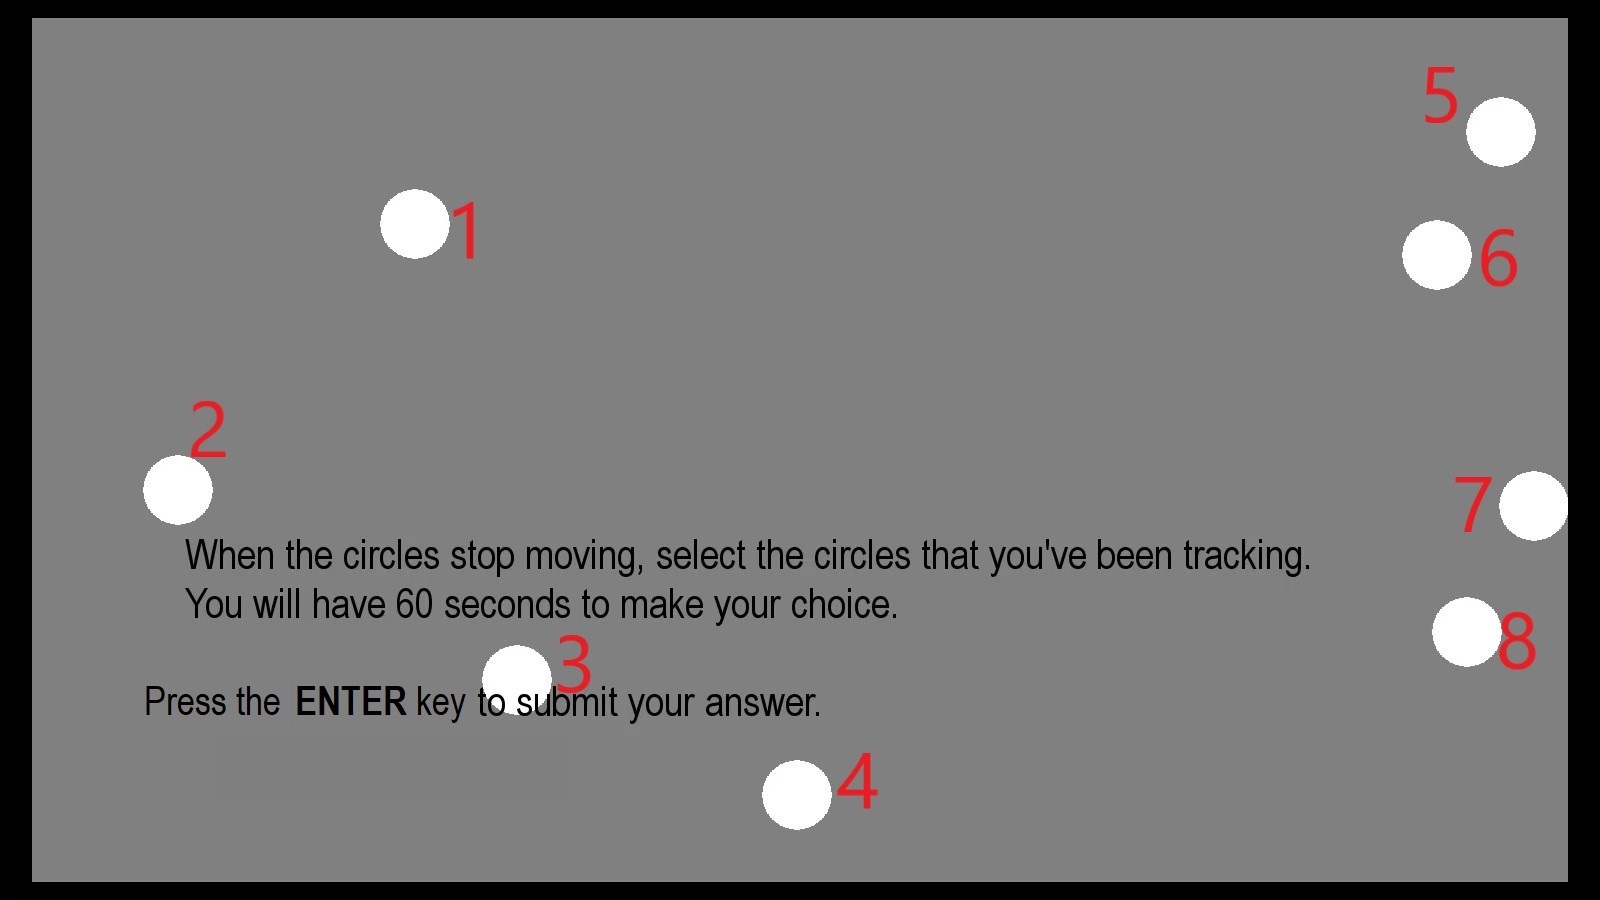 5
1
6
2
7
When the circles stop moving, select the circles that you've been tracking.
You will have 60 seconds to make your choice.
8
3
Press the ENTER key to submit your answer.
4